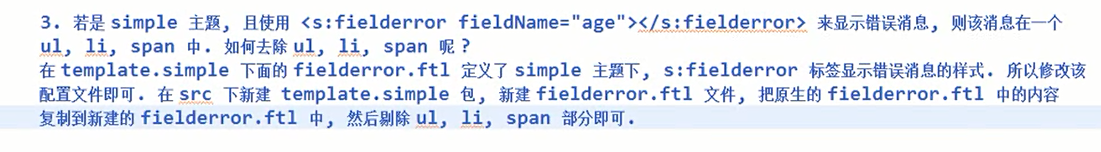 3. 若是 simple 主题, 且使用 <s:fielderror fieldName="age"></s:fielderror> 来显示错误消息, 则该消息在一个
ul, li, span 中. 如何去除 ul, li, span 呢 ?
在 template.simple 下面的 fielderror.ftl 定义了 simple 主题下, s:fielderror 标签显示错误消息的样式. 所以修改该
配置文件即可. 在 src 下新建 template.simple 包, 新建 fielderror.ftl 文件, 把原生的 fielderror.ftl 中的内容
复制到新建的 fielderror.ftl 中, 然后剔除 ul, li, span 部分即可.